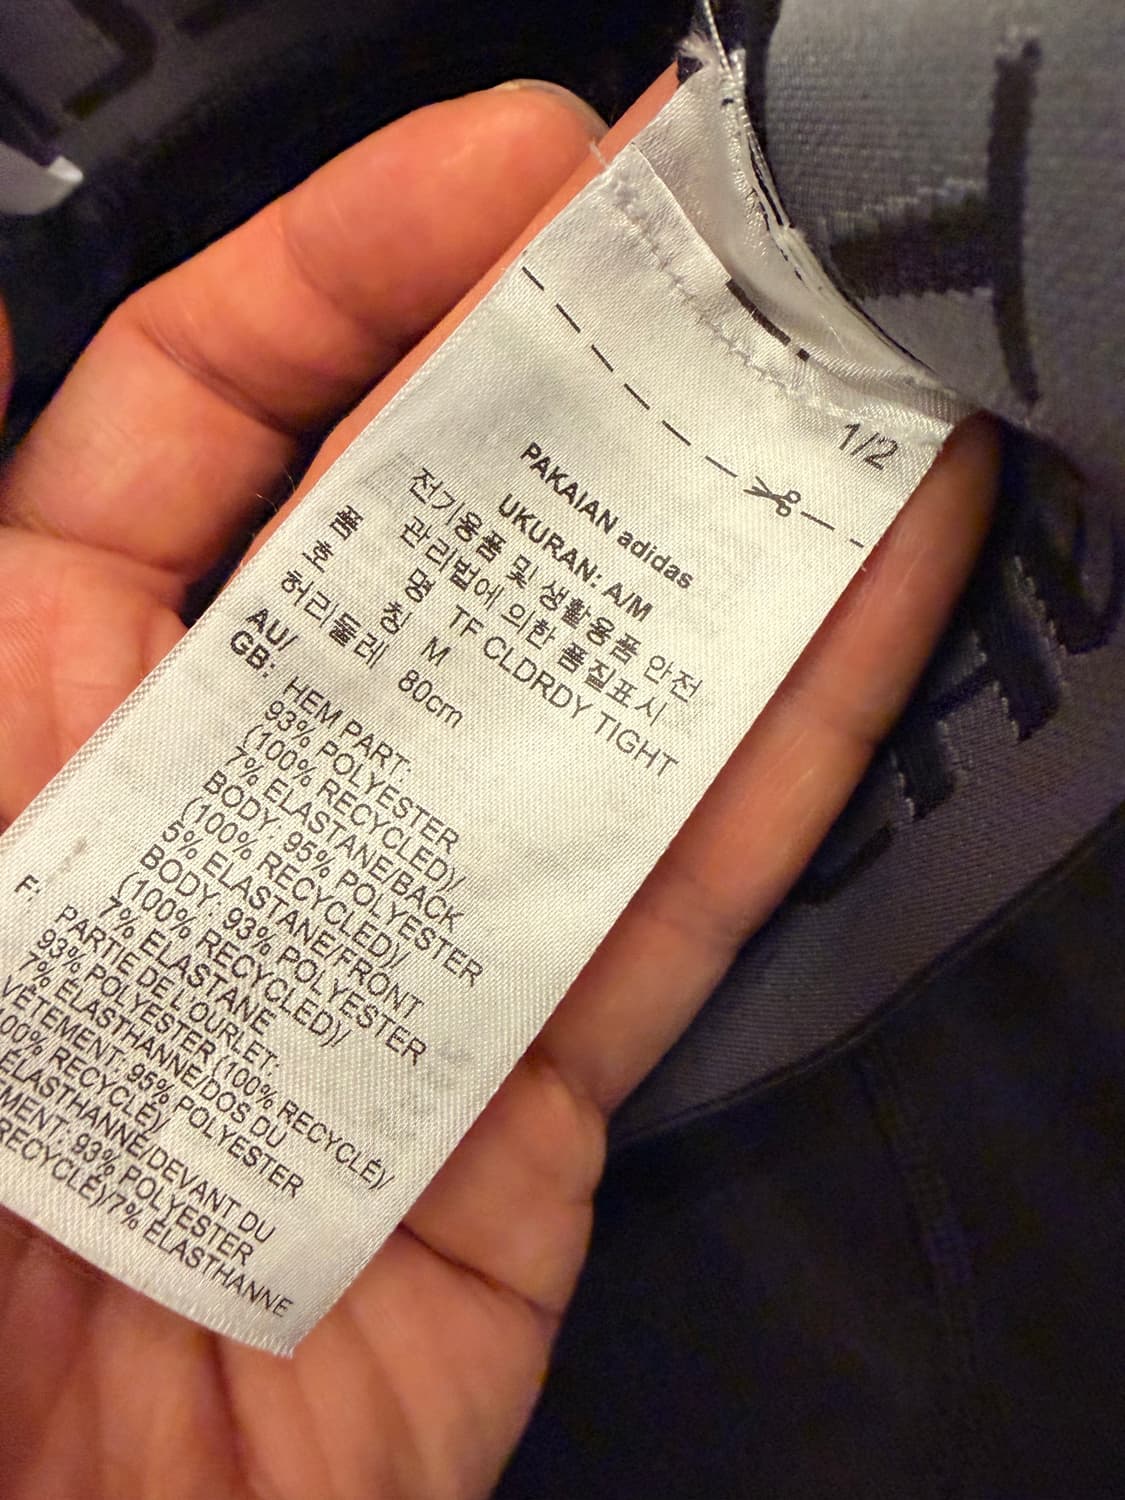 1/2
PAKAIAN adidas
UKURAN: A/M
전기용품 및 생활용품 안전
관리법에 의한 품질표시
품 명 TF CLDRDY TIGHT
호 칭 M
허리둘레 80cm
AU/
GB: HEM PART:
93% POLYESTER
(100% RECYCLED)/
7% ELASTANE/BACK
BODY: 95% POLYESTER
(100% RECYCLED)/
5% ELASTANE/FRONT
BODY: 93% POLYESTER
(100% RECYCLED)/
7% ELASTANE
F: PARTIE DE L'OURLET:
93% POLYESTER (100% RECYCLÉ)/
7% ÉLASTHANNE/DOS DU
VÊTEMENT: 95% POLYESTER
00% RECYCLÉ)/
ÉLASTHANNE/DEVANT DU
MENT: 93% POLYESTER
RECYCLÉ)/7% ÉLASTHANNE